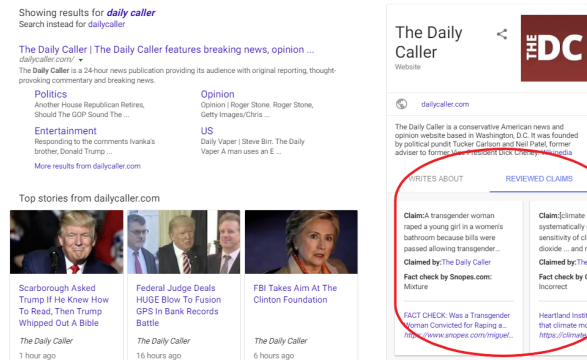 Showing results for daily caller
Search instead for dailycaller
The Daily Caller | The Daily Caller features breaking news, opinion ...
dailycaller.com/
The Daily Caller is a 24-hour news publication providing its audience with original reporting, thought-
provoking commentary and breaking news.
Politics
Another House Republican Retires,
Should The GOP Sound The ...
Opinion
Opinion | Roger Stone. Roger Stone,
Getty Images/Chris ...
Entertainment
Responding to the comments Ivanka's
brother, Donald Trump ...
US
Daily Vaper | Steve Birr. The Daily
Vaper A man uses an E ...
More results from dailycaller.com
Top stories from dailycaller.com
Scarborough Asked
Trump If He Knew How
To Read, Then Trump
Whipped Out A Bible
The Daily Caller
1 hour ago
Federal Judge Deals
HUGE Blow To Fusion
GPS In Bank Records
Battle
The Daily Caller
16 hours ago
FBI Takes Aim At The
Clinton Foundation
The Daily Caller
6 hours ago
The Daily
Caller
Website
THE DC
dailycaller.com
The Daily Caller is a conservative American news and
opinion website based in Washington, D.C. It was founded
by political pundit Tucker Carlson and Neil Patel, former
adviser to former Vice President Dick Cheney. Wikipedia
WRITES ABOUT
REVIEWED CLAIMS
Claim:A transgender woman
raped a young girl in a women's
bathroom because bills were
passed allowing transgender...
Claimed by:The Daily Caller
Fact check by Snopes.com:
Mixture
FACT CHECK: Was a Transgender
Woman Convicted for Raping a...
https://www.snopes.com/miguel...
Claim:[climate
systematically
sensitivity of cl
dioxide ... and r
Claimed by:The
Fact check by C
Incorrect
Heartland Instit
that climate mo
https://climate